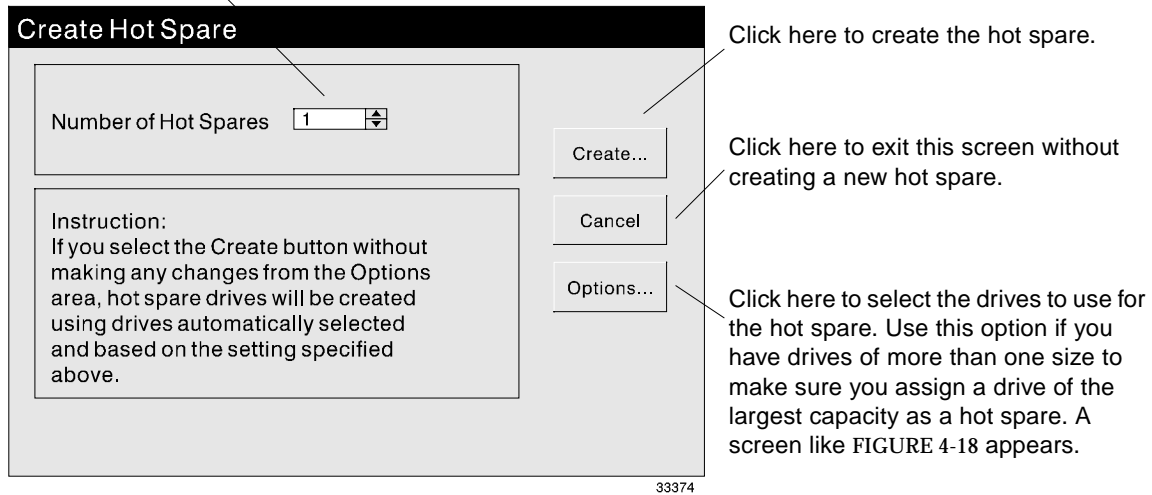 Create Hot Spare
Number of Hot Spares 1
Create...
Cancel
Options...
Instruction:
If you select the Create button without
making any changes from the Options
area, hot spare drives will be created
using drives automatically selected
and based on the setting specified
above.
Click here to create the hot spare.
Click here to exit this screen without
creating a new hot spare.
Click here to select the drives to use for
the hot spare. Use this option if you
have drives of more than one size to
make sure you assign a drive of the
largest capacity as a hot spare. A
screen like FIGURE 4-18 appears.
33374